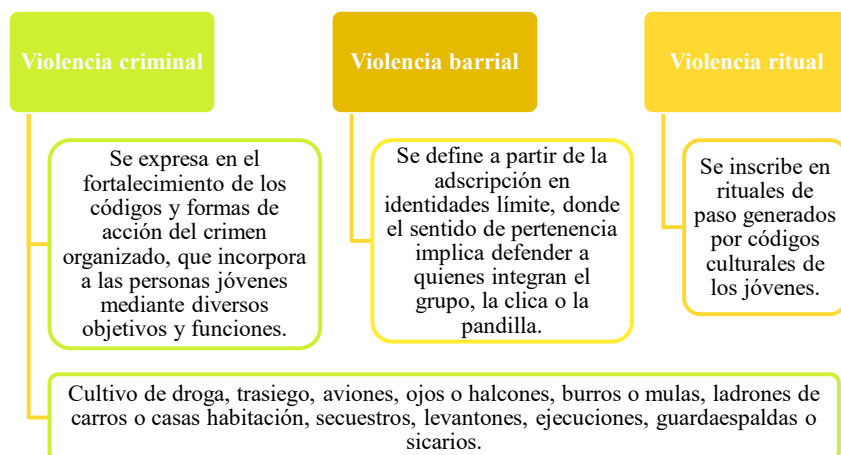 Violencia criminal
Se expresa en el
fortalecimiento de los
códigos y formas de
acción del crimen
organizado, que incorpora
a las personas jóvenes
mediante diversos
objetivos y funciones.
Violencia barrial
Se define a partir de la
adscripción en
identidades límite, donde
el sentido de pertenencia
implica defender a
quienes integran el
grupo, la clica o la
pandilla.
Violencia ritual
Se inscribe en
rituales de
paso generados
por códigos
culturales de
los jóvenes.
Cultivo de droga, trasiego, aviones, ojos o halcones, burros o mulas, ladrones de
carros o casas habitación, secuestros, levantones, ejecuciones, guardaespaldas o
sicarios.